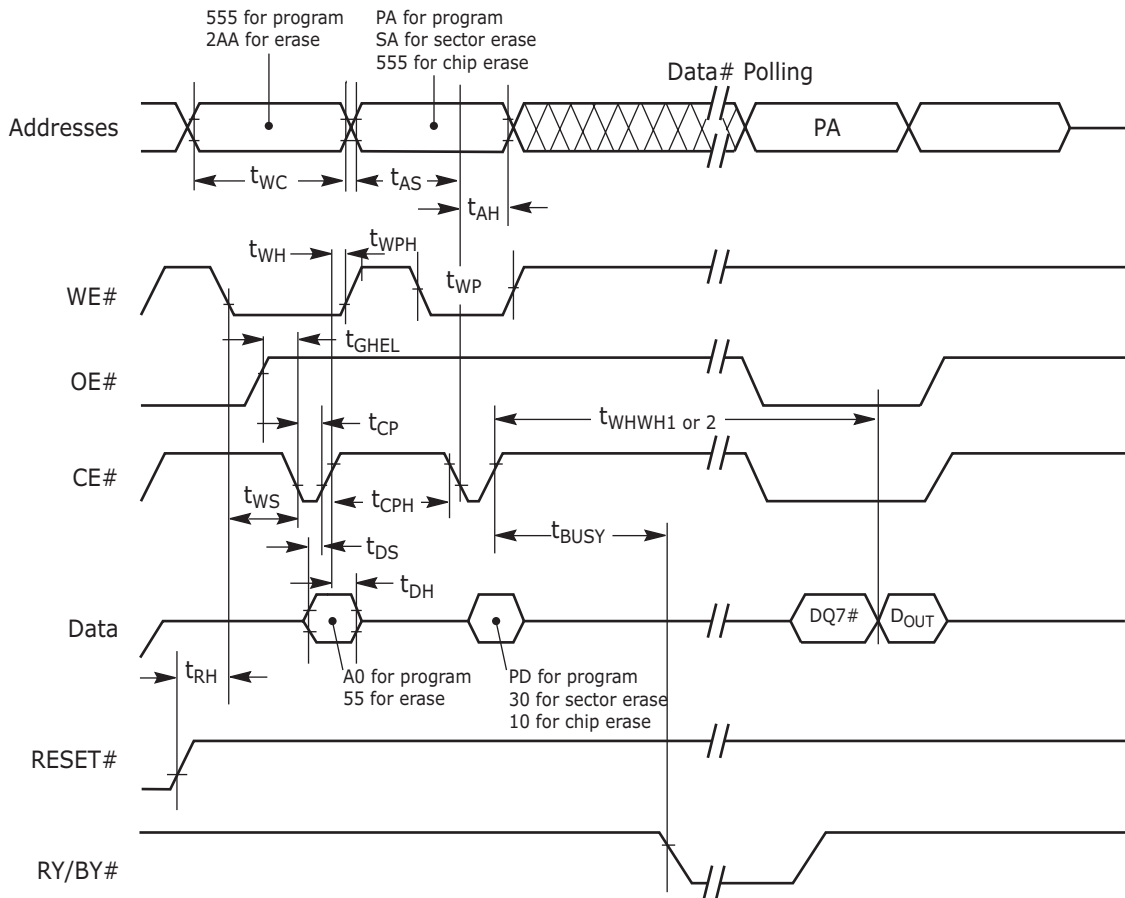 555 for program
2AA for erase
PA for program
SA for sector erase
555 for chip erase
Data# Polling
Addresses
PA
tWC
tAS
tAH
tWH
tWPH
tWP
WE#
tGHEL
OE#
tWHWH1 or 2
tCP
CE#
tWS
tCPH
tBUSY
tDS
tDH
Data
DQ7#
DOUT
tRH
A0 for program
55 for erase
PD for program
30 for sector erase
10 for chip erase
RESET#
RY/BY#